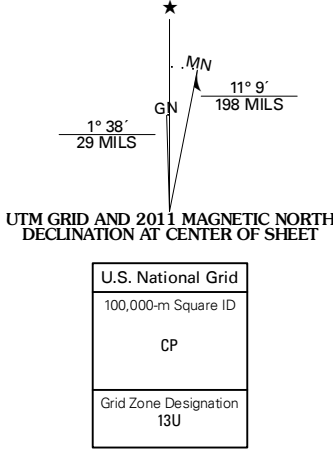 ★
MN
GN
11° 9´
198 MILS
1° 38´
29 MILS
UTM GRID AND 2011 MAGNETIC NORTH
DECLINATION AT CENTER OF SHEET
U.S. National Grid
100,000-m Square ID
CP
Grid Zone Designation
13U